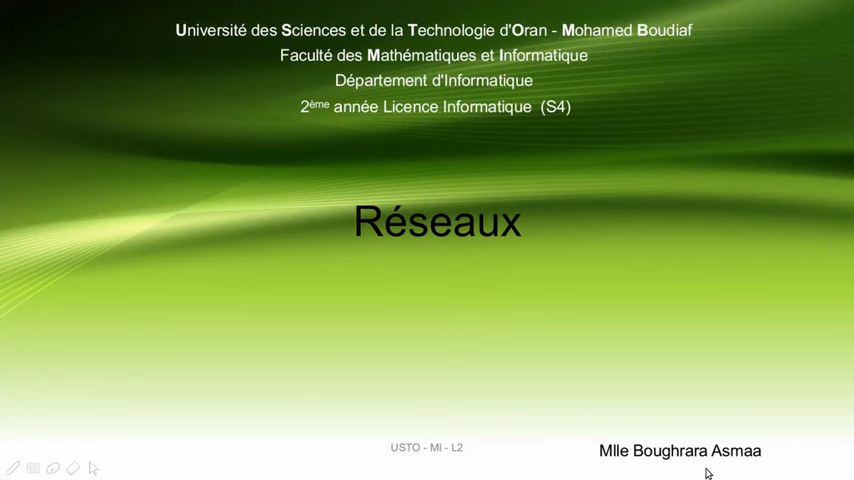 Université des Sciences et de la Technologie d'Oran - Mohamed Boudiaf
Faculté des Mathématiques et Informatique
Département d'Informatique
2ème année Licence Informatique (S4)
Réseaux
USTO - MI - L2
Mlle Boughrara Asmaa